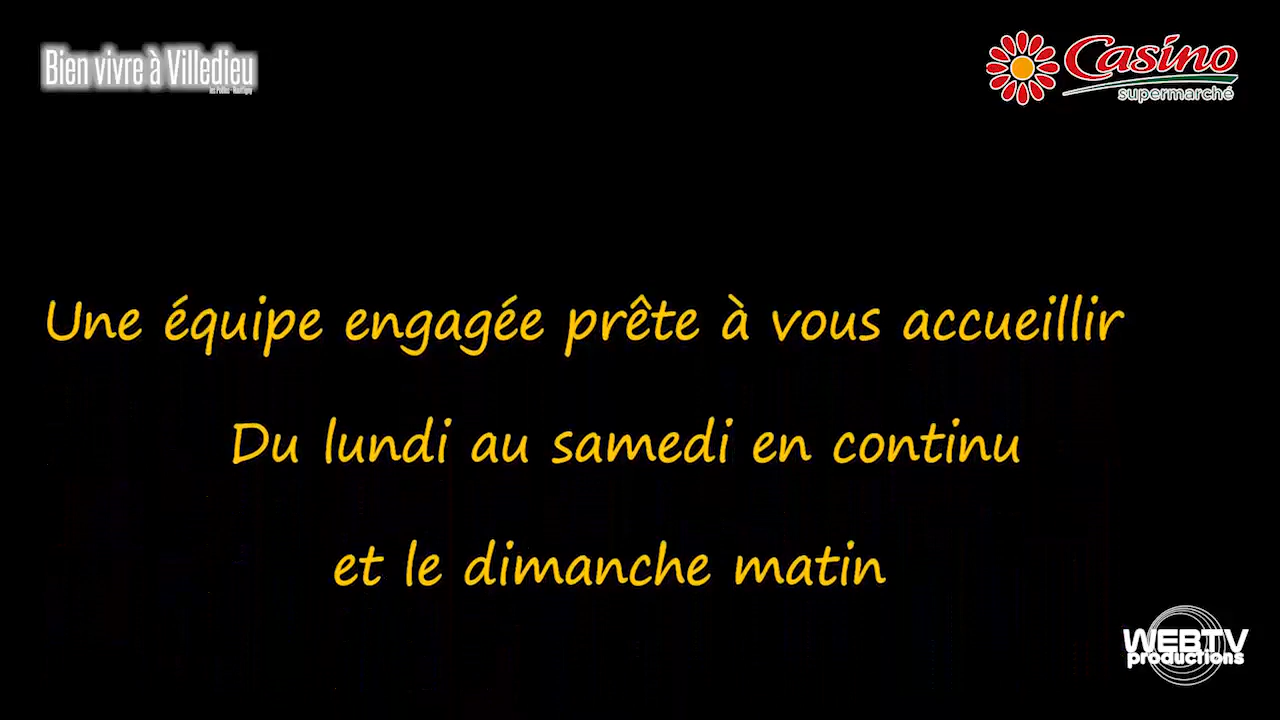 Bien vivre à Villedieu
Casino
supermarché
Une équipe engagée prête à vous accueillir
Du lundi au samedi en continu
et le dimanche matin
WEBTV
productions